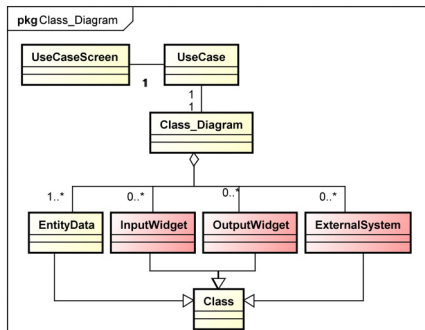 pkg Class_Diagram
UseCaseScreen
UseCase
1
1
1
Class_Diagram
1..*
0..*
0..*
0..*
EntityData
InputWidget
OutputWidget
ExternalSystem
Class